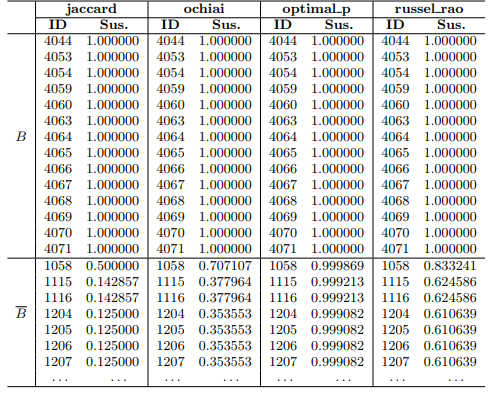 jaccard ochiai optimal_p russel_rao
ID Sus. ID Sus. ID Sus. ID Sus.
4044 1.000000 4044 1.000000 4044 1.000000 4044 1.000000
4053 1.000000 4053 1.000000 4053 1.000000 4053 1.000000
4054 1.000000 4054 1.000000 4054 1.000000 4054 1.000000
4059 1.000000 4059 1.000000 4059 1.000000 4059 1.000000
4060 1.000000 4060 1.000000 4060 1.000000 4060 1.000000
4063 1.000000 4063 1.000000 4063 1.000000 4063 1.000000
B 4064 1.000000 4064 1.000000 4064 1.000000 4064 1.000000
4065 1.000000 4065 1.000000 4065 1.000000 4065 1.000000
4066 1.000000 4066 1.000000 4066 1.000000 4066 1.000000
4067 1.000000 4067 1.000000 4067 1.000000 4067 1.000000
4068 1.000000 4068 1.000000 4068 1.000000 4068 1.000000
4069 1.000000 4069 1.000000 4069 1.000000 4069 1.000000
4070 1.000000 4070 1.000000 4070 1.000000 4070 1.000000
4071 1.000000 4071 1.000000 4071 1.000000 4071 1.000000
1058 0.500000 1058 0.707107 1058 0.999869 1058 0.833241
1115 0.142857 1115 0.377964 1115 0.999213 1115 0.624586
1116 0.142857 1116 0.377964 1116 0.999213 1116 0.624586
B̅ 1204 0.125000 1204 0.353553 1204 0.999082 1204 0.610639
1205 0.125000 1205 0.353553 1205 0.999082 1205 0.610639
1206 0.125000 1206 0.353553 1206 0.999082 1206 0.610639
1207 0.125000 1207 0.353553 1207 0.999082 1207 0.610639
... ... ... ... ... ... ... ...